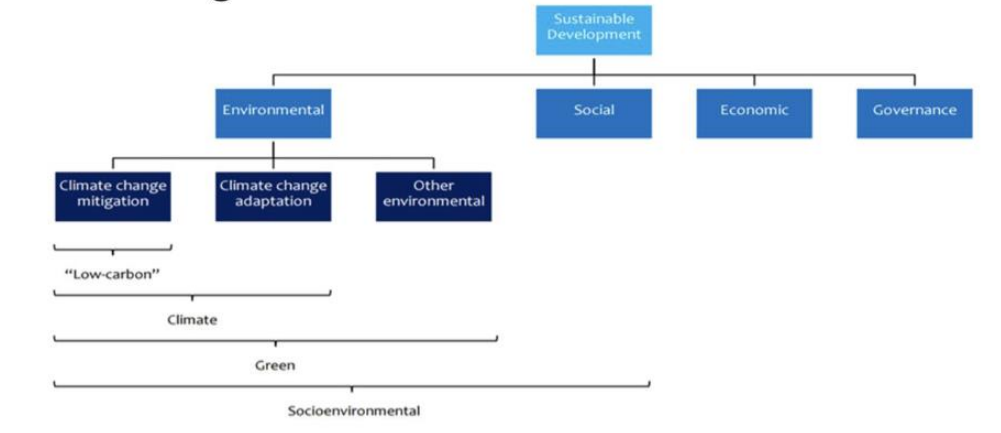 Sustainable
Development
Environmental
Social
Economic
Governance
Climate change
mitigation
Climate change
adaptation
Other
environmental
“Low-carbon”
Climate
Green
Socioenvironmental